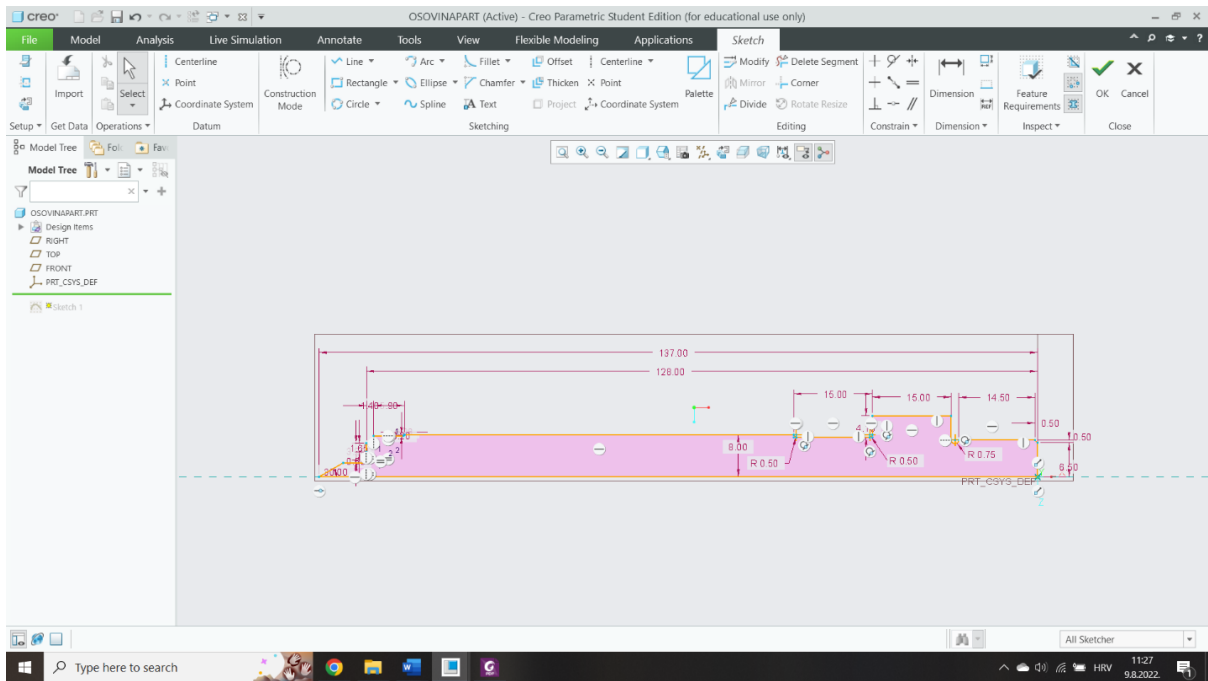 creo OSOVINAPART (Active) - Creo Parametric Student Edition (for educational use only)
File Model Analysis Live Simulation Annotate Tools View Flexible Modeling Applications Sketch
Import Select Construction Mode Palette Dimension Feature Requirements OK Cancel
Centerline Line Arc Fillet Offset Centerline Modify Delete Segment
Point Rectangle Ellipse Chamfer Thicken Point Mirror Corner
Coordinate System Circle Spline Text Project Coordinate System Divide Rotate Resize
REF
Setup Get Data Operations Datum Sketching Editing Constrain Dimension Inspect Close
Model Tree Fol Fav
Model Tree
OSOVINAPART.PRT
Design Items
RIGHT
TOP
FRONT
PRT_CSYS_DEF
Sketch 1
137.00
128.00
15.00 15.00 14.50
0.50
0.50
8.00
R 0.50 R 0.50 R 0.75
PRT_CSYS_DEF
All Sketcher
Type here to search
HRV 11:27
9.8.2022.